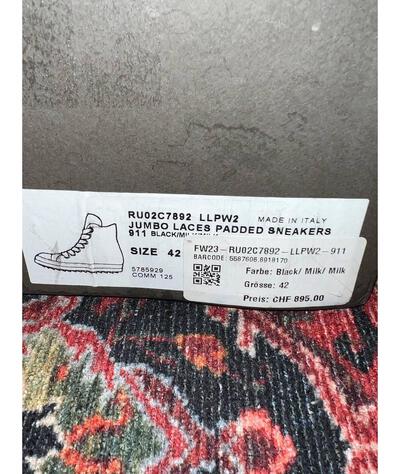 RU02C7892 LLPW2 MADE IN ITALY
JUMBO LACES PADDED SNEAKERS
911 BLACK/MILK/MILK
SIZE 42
5785929
COMM 125
FW23-RU02C7892-LLPW2-911
BARCODE: 5687606.8918170
Farbe: Black/ Milk/ Milk
Grösse: 42
Preis: CHF 895.00